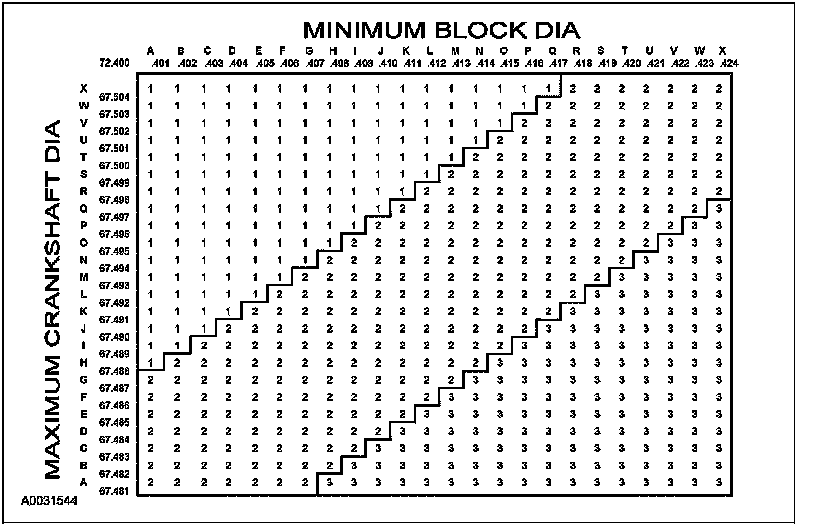 MINIMUM BLOCK DIA
A B C D E F G H I J K L M N O P Q R S T U V W X
72.400 .401 .402 .403 .404 .405 .406 .407 .408 .409 .410 .411 .412 .413 .414 .415 .416 .417 .418 .419 .420 .421 .422 .423 .424
MAXIMUM CRANKSHAFT DIA
X 1 1 1 1 1 1 1 1 1 1 1 1 1 1 1 1 1 2 2 2 2 2 2 2
67.504
W 1 1 1 1 1 1 1 1 1 1 1 1 1 1 1 1 2 2 2 2 2 2 2 2
67.503
V 1 1 1 1 1 1 1 1 1 1 1 1 1 1 1 2 2 2 2 2 2 2 2 2
67.502
U 1 1 1 1 1 1 1 1 1 1 1 1 1 1 2 2 2 2 2 2 2 2 2 2
67.501
T 1 1 1 1 1 1 1 1 1 1 1 1 1 2 2 2 2 2 2 2 2 2 2 2
67.500
S 1 1 1 1 1 1 1 1 1 1 1 1 2 2 2 2 2 2 2 2 2 2 2 2
67.499
R 1 1 1 1 1 1 1 1 1 1 1 2 2 2 2 2 2 2 2 2 2 2 2 2
67.498
Q 1 1 1 1 1 1 1 1 1 1 2 2 2 2 2 2 2 2 2 2 2 2 2 3
67.497
P 1 1 1 1 1 1 1 1 1 2 2 2 2 2 2 2 2 2 2 2 2 2 3 3
O 1 1 1 1 1 1 1 1 2 2 2 2 2 2 2 2 2 2 2 2 2 3 3 3
67.495
N 1 1 1 1 1 1 1 2 2 2 2 2 2 2 2 2 2 2 2 2 3 3 3 3
67.494
M 1 1 1 1 1 1 2 2 2 2 2 2 2 2 2 2 2 2 2 3 3 3 3 3
L 1 1 1 1 1 2 2 2 2 2 2 2 2 2 2 2 2 2 3 3 3 3 3 3
67.492
K 1 1 1 1 2 2 2 2 2 2 2 2 2 2 2 2 2 3 3 3 3 3 3 3
67.491
J 1 1 1 2 2 2 2 2 2 2 2 2 2 2 2 2 3 3 3 3 3 3 3 3
67.490
I 1 1 2 2 2 2 2 2 2 2 2 2 2 2 2 3 3 3 3 3 3 3 3 3
67.489
H 1 2 2 2 2 2 2 2 2 2 2 2 2 2 3 3 3 3 3 3 3 3 3 3
67.488
G 2 2 2 2 2 2 2 2 2 2 2 2 2 3 3 3 3 3 3 3 3 3 3 3
67.487
F 2 2 2 2 2 2 2 2 2 2 2 2 3 3 3 3 3 3 3 3 3 3 3 3
67.486
E 2 2 2 2 2 2 2 2 2 2 2 3 3 3 3 3 3 3 3 3 3 3 3 3
67.485
D 2 2 2 2 2 2 2 2 2 2 3 3 3 3 3 3 3 3 3 3 3 3 3 3
67.484
C 2 2 2 2 2 2 2 2 2 3 3 3 3 3 3 3 3 3 3 3 3 3 3 3
67.483
B 2 2 2 2 2 2 2 2 3 3 3 3 3 3 3 3 3 3 3 3 3 3 3 3
67.482
A 2 2 2 2 2 2 2 3 3 3 3 3 3 3 3 3 3 3 3 3 3 3 3 3
67.481
A0031544